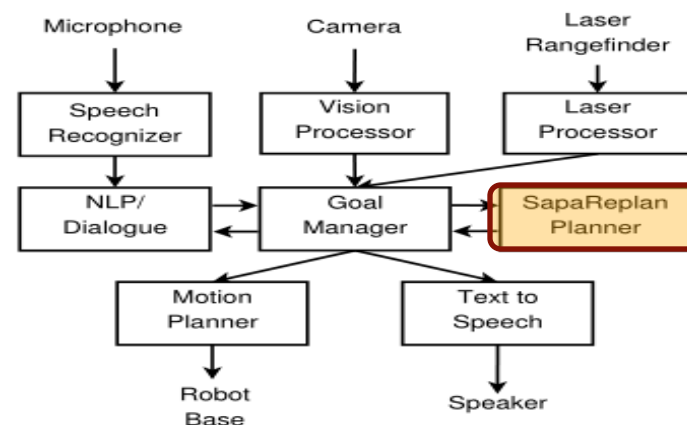 Microphone
Camera
Laser
Rangefinder
Speech
Recognizer
Vision
Processor
Laser
Processor
NLP/
Dialogue
Goal
Manager
SapaReplan
Planner
Motion
Planner
Text to
Speech
Robot
Base
Speaker